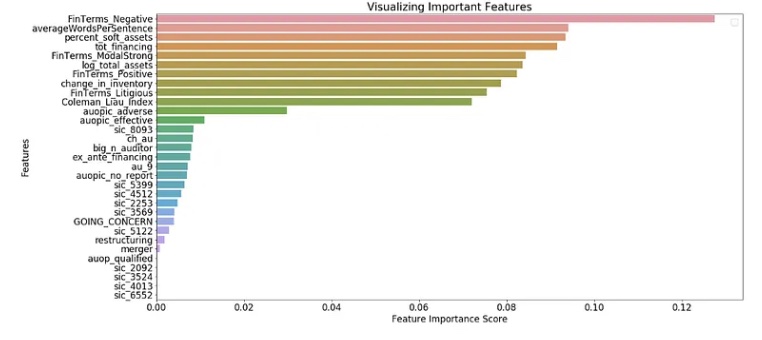 Visualizing Important Features
FinTerms_Negative
averageWordsPerSentence
percent_soft_assets
tot_financing
FinTerms_ModalStrong
log_total_assets
FinTerms_Positive
change_in_inventory
FinTerms_Litigious
Coleman_Liau_Index
auopic_adverse
auopic_effective
sic_8093
ch_au
big_n_auditor
ex_ante_financing
au_9
auopic_no_report
sic_5399
sic_4512
sic_2253
sic_3569
GOING_CONCERN
sic_5122
restructuring
merger
auop_qualified
sic_2092
sic_3524
sic_4013
sic_6552
Features
0.00 0.02 0.04 0.06 0.08 0.10 0.12
Feature Importance Score